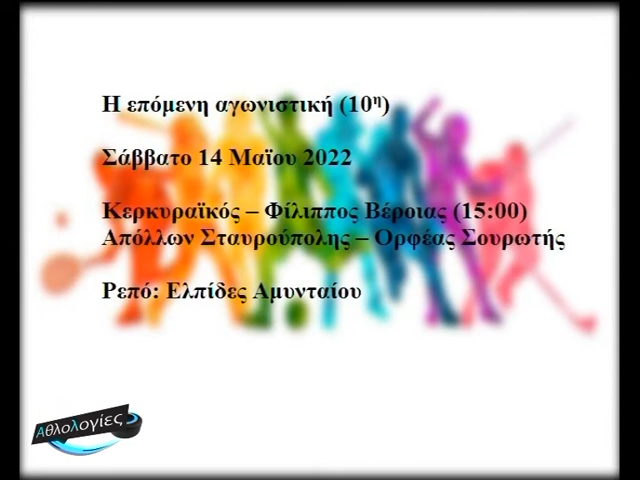 Η επόμενη αγωνιστική (10η)
Σάββατο 14 Μαΐου 2022
Κερκυραϊκός – Φίλιππος Βέροιας (15:00)
Απόλλων Σταυρούπολης – Ορφέας Σουρωτής
Ρεπό: Ελπίδες Αμυνταίου
Αθλολογίες